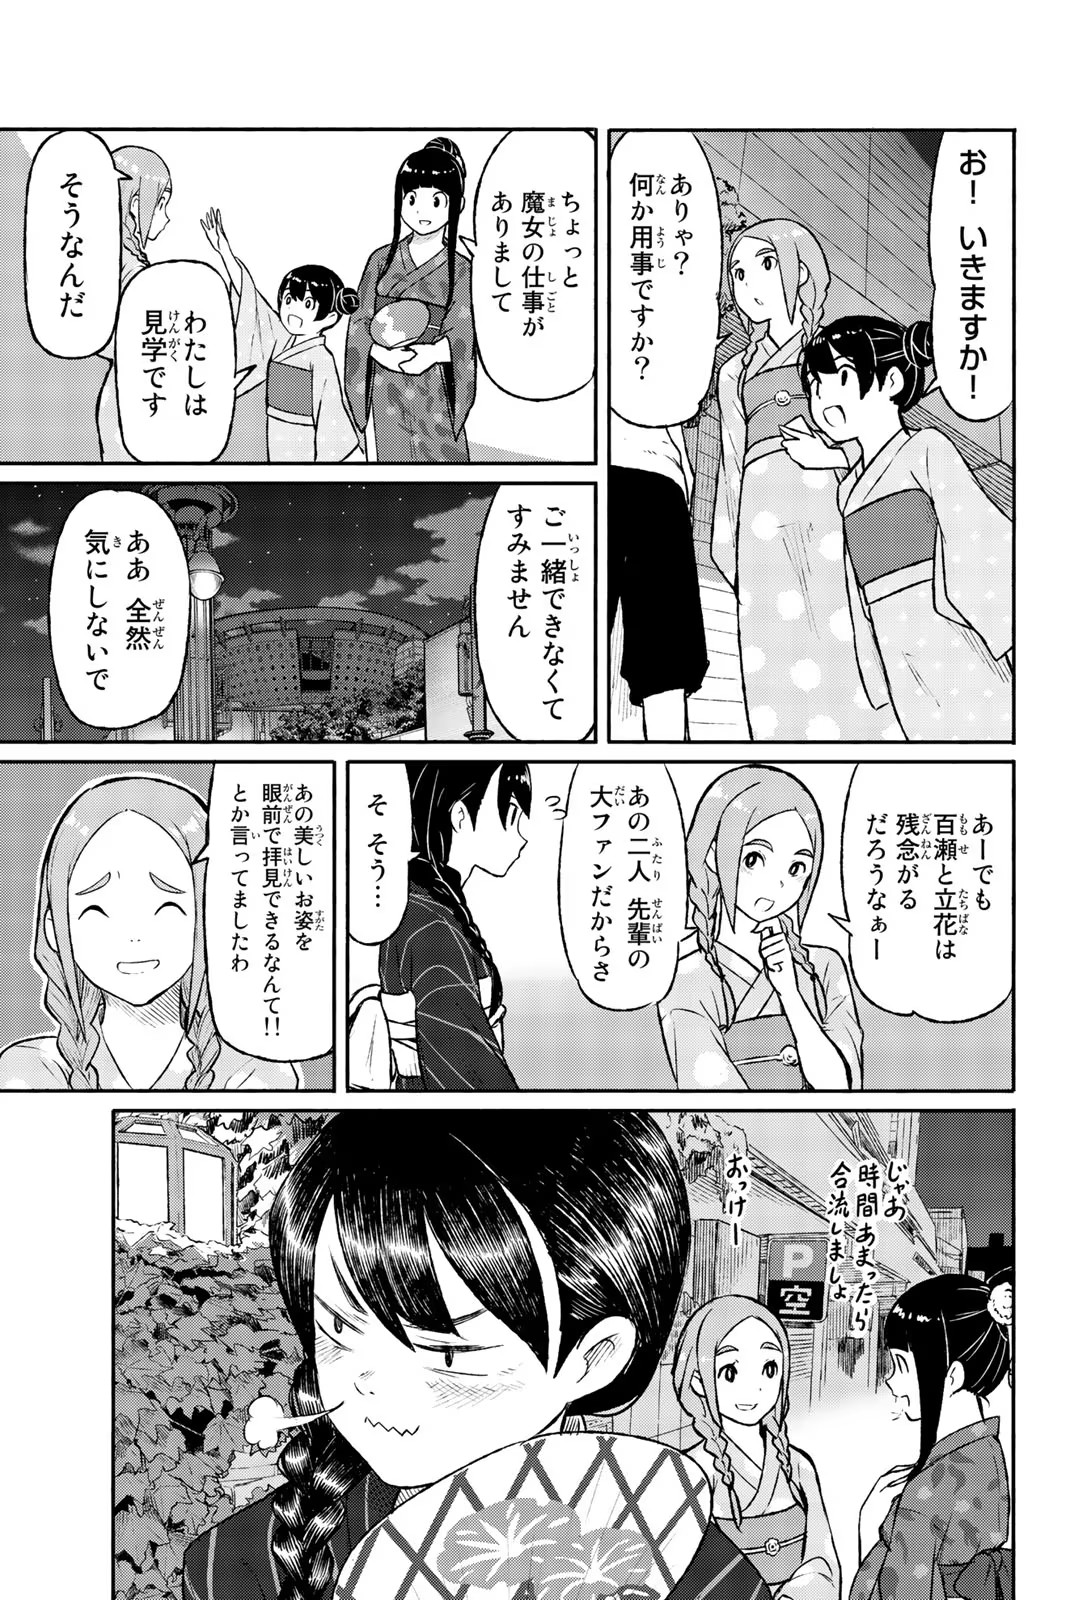 お！いきますか！
ありゃ？
何か用事ですか？
ちょっと
魔女の仕事が
ありまして
わたしは
見学です
そうなんだ
ご一緒できなくて
すみません
ああ 全然
気にしないで
あーでも
百瀬と立花は
残念がる
だろうなぁー
あの二人 先輩の
大ファンだからさ
っ
そ そう…
あの美しいお姿を
眼前で拝見できるなんて!!
とか言ってましたわ
じゃあ
時間あまったら
合流しましょ
おっけー
P
空